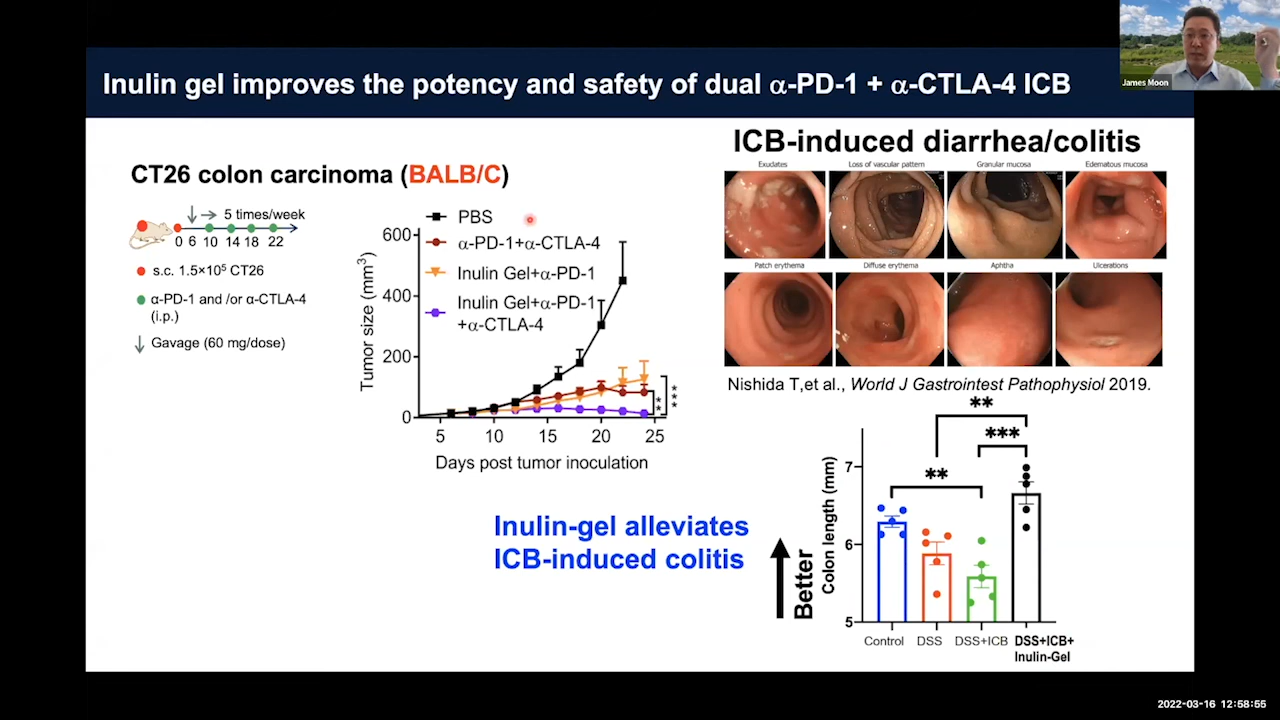 Inulin gel improves the potency and safety of dual α-PD-1 + α-CTLA-4 ICB
James Moon
CT26 colon carcinoma (BALB/C)
5 times/week
0 6 10 14 18 22
s.c. 1.5×10⁵ CT26
α-PD-1 and /or α-CTLA-4
(i.p.)
Gavage (60 mg/dose)
PBS
α-PD-1+α-CTLA-4
Inulin Gel+α-PD-1
Inulin Gel+α-PD-1
+α-CTLA-4
Tumor size (mm³)
600
400
200
0
5 10 15 20 25
Days post tumor inoculation
**
***
ICB-induced diarrhea/colitis
Exudates Loss of vascular pattern Granular mucosa Edematous mucosa
Patch erythema Diffuse erythema Aphtha Ulcerations
Nishida T,et al., World J Gastrointest Pathophysiol 2019.
Inulin-gel alleviates
ICB-induced colitis
Better
Colon length (mm)
7
6
5
**
***
**
Control DSS DSS+ICB DSS+ICB+
Inulin-Gel
2022-03-16 12:58:55